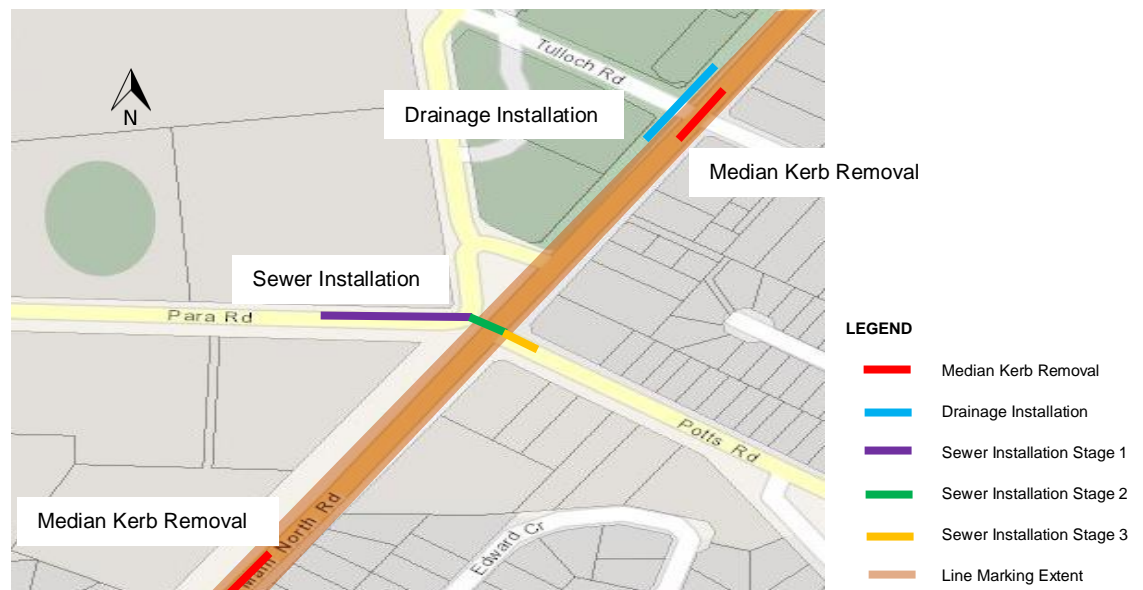 Tulloch Rd
N
Drainage Installation
Median Kerb Removal
Sewer Installation
Para Rd
Potts Rd
Median Kerb Removal
Main North Rd
Edward Cr
LEGEND
Median Kerb Removal
Drainage Installation
Sewer Installation Stage 1
Sewer Installation Stage 2
Sewer Installation Stage 3
Line Marking Extent